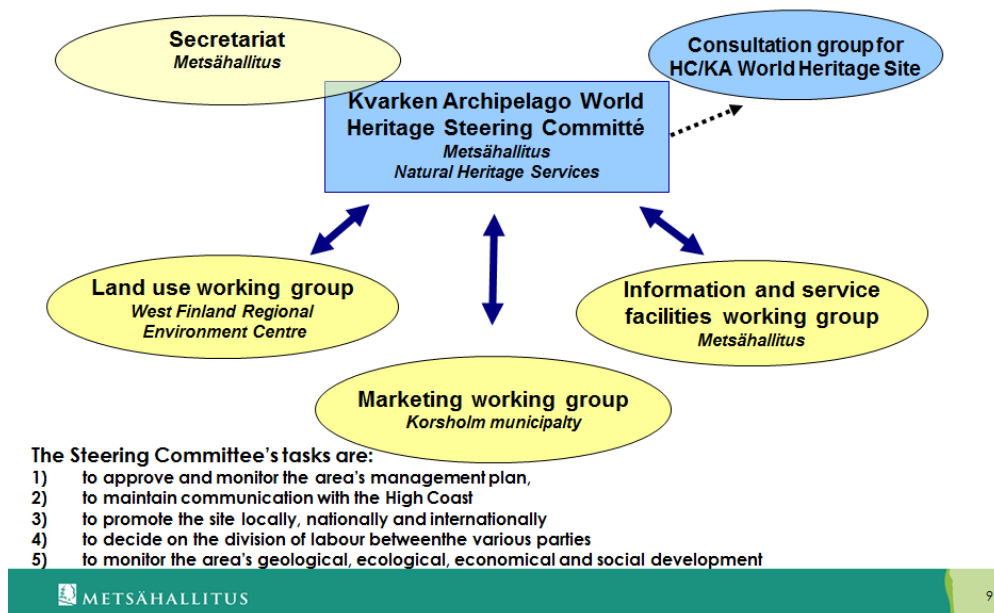 Secretariat
Metsähallitus
Consultation group for
HC/KA World Heritage Site
Kvarken Archipelago World
Heritage Steering Committé
Metsähallitus
Natural Heritage Services
Land use working group
West Finland Regional
Environment Centre
Information and service
facilities working group
Metsähallitus
Marketing working group
Korsholm municipalty
The Steering Committee's tasks are:
1) to approve and monitor the area's management plan,
2) to maintain communication with the High Coast
3) to promote the site locally, nationally and internationally
4) to decide on the division of labour betweenthe various parties
5) to monitor the area's geological, ecological, economical and social development
METSÄHALLITUS
9